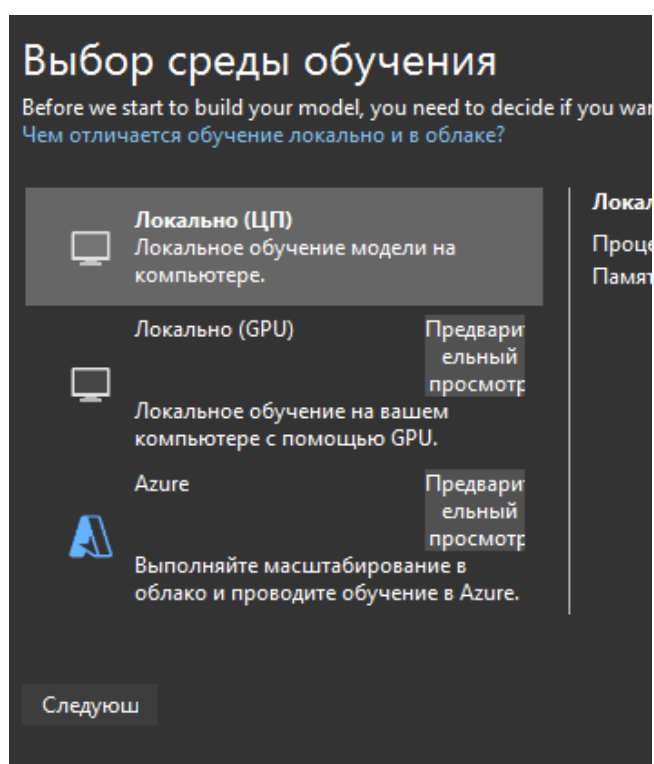 Выбор среды обучения
Before we start to build your model, you need to decide if you
Чем отличается обучение локально и в облаке?
Локально (ЦП)
Локальное обучение модели на
компьютере.
Локально (GPU)
Предварит
ельный
просмотр
Локальное обучение на вашем
компьютере с помощью GPU.
Azure
Предварит
ельный
просмотр
Выполняйте масштабирование в
облако и проводите обучение в Azure.
Локал
Проце
Памят
Следующ